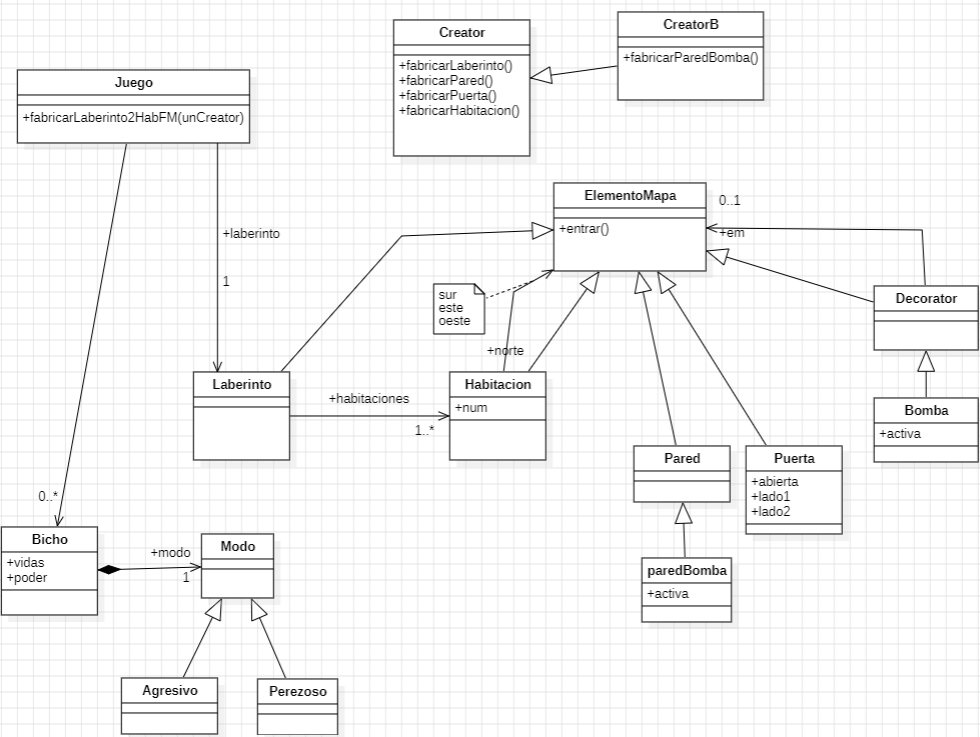 Creator
+fabricarLaberinto()
+fabricarPared()
+fabricarPuerta()
+fabricarHabitacion()
CreatorB
+fabricarParedBomba()
Juego
+fabricarLaberinto2HabFM(unCreator)
ElementoMapa
+entrar()
0..1
+em
+laberinto
1
sur
este
oeste
Decorator
+norte
Laberinto
+habitaciones
1..*
Habitacion
+num
Bomba
+activa
Pared
Puerta
+abierta
+lado1
+lado2
0..*
Bicho
+vidas
+poder
+modo
1
Modo
paredBomba
+activa
Agresivo
Perezoso